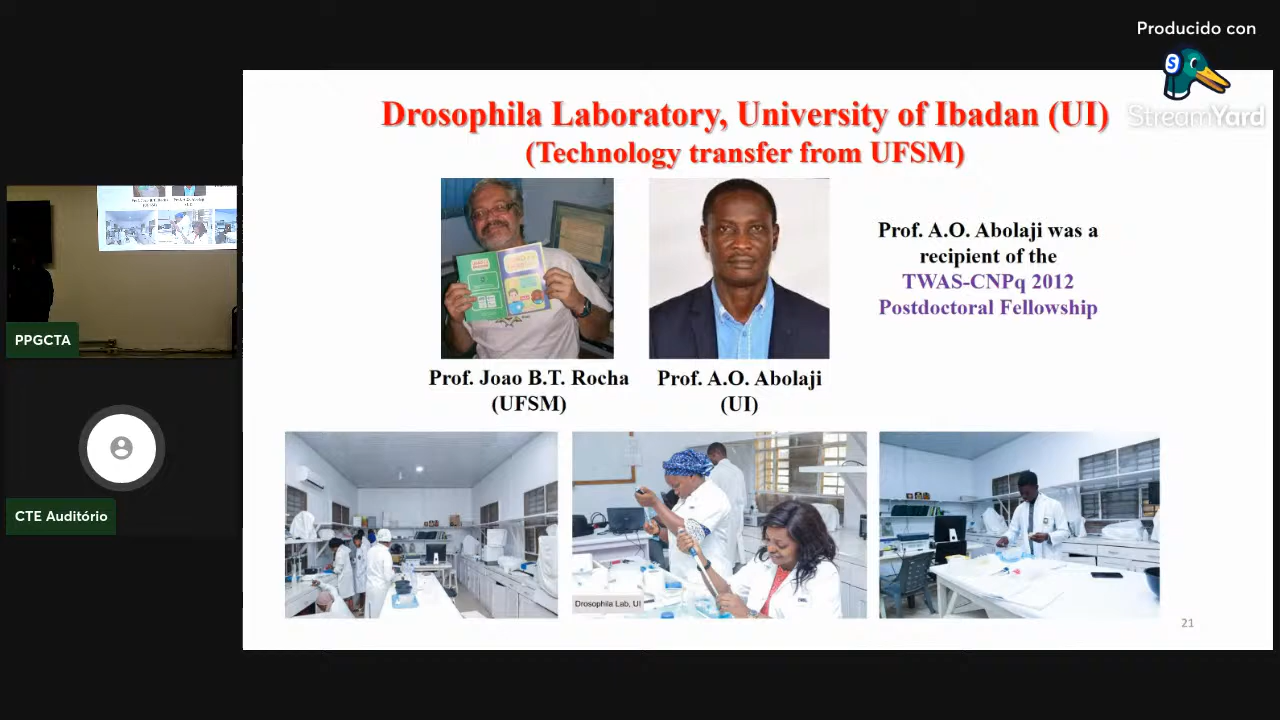 Producido con
StreamYard
Drosophila Laboratory, University of Ibadan (UI)
(Technology transfer from UFSM)
Prof. A.O. Abolaji was a
recipient of the
TWAS-CNPq 2012
Postdoctoral Fellowship
Prof. Joao B.T. Rocha
(UFSM)
Prof. A.O. Abolaji
(UI)
Drosophila Lab, UI
21
PPGCTA
CTE Auditório